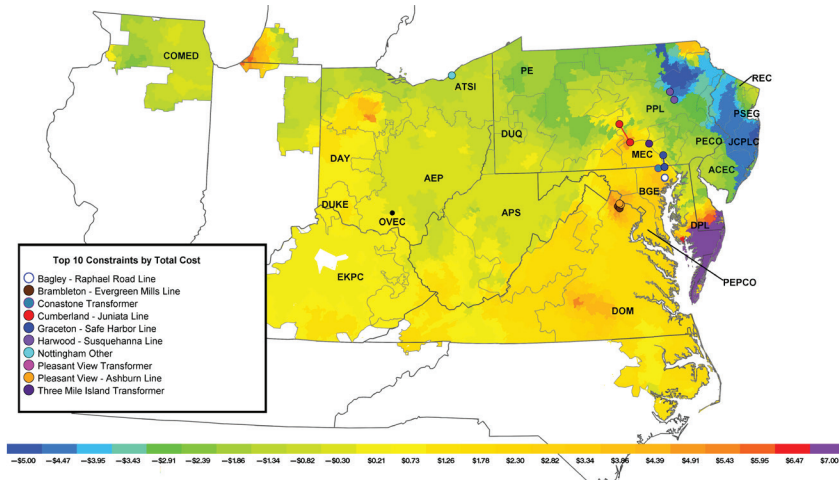 COMED
PE
ATSI
REC
PPL
PSEG
DUQ
PECO
JCPLC
DAY
MEC
AEP
ACEC
BGE
DUKE
APS
DPL
OVEC
EKPC
PEPCO
DOM
Top 10 Constraints by Total Cost
Bagley - Raphael Road Line
Brambleton - Evergreen Mills Line
Conastone Transformer
Cumberland - Juniata Line
Graceton - Safe Harbor Line
Harwood - Susquehanna Line
Nottingham Other
Pleasant View Transformer
Pleasant View - Ashburn Line
Three Mile Island Transformer
–$5.00 –$4.47 –$3.95 –$3.43 –$2.91 –$2.39 –$1.86 –$1.34 –$0.82 –$0.30 $0.21 $0.73 $1.26 $1.78 $2.30 $2.82 $3.34 $3.86 $4.39 $4.91 $5.43 $5.95 $6.47 $7.00